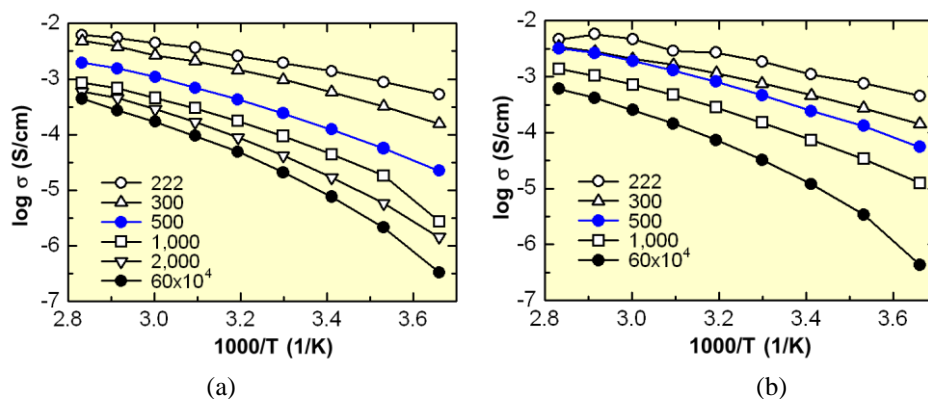 (a)
-2
-3
-4
-5
-6
-7
log σ (S/cm)
222
300
500
1,000
2,000
60x10⁴
2.8 3.0 3.2 3.4 3.6
1000/T (1/K)
(a)
(b)
-2
-3
-4
-5
-6
-7
log σ (S/cm)
222
300
500
1,000
60x10⁴
2.8 3.0 3.2 3.4 3.6
1000/T (1/K)
(b)